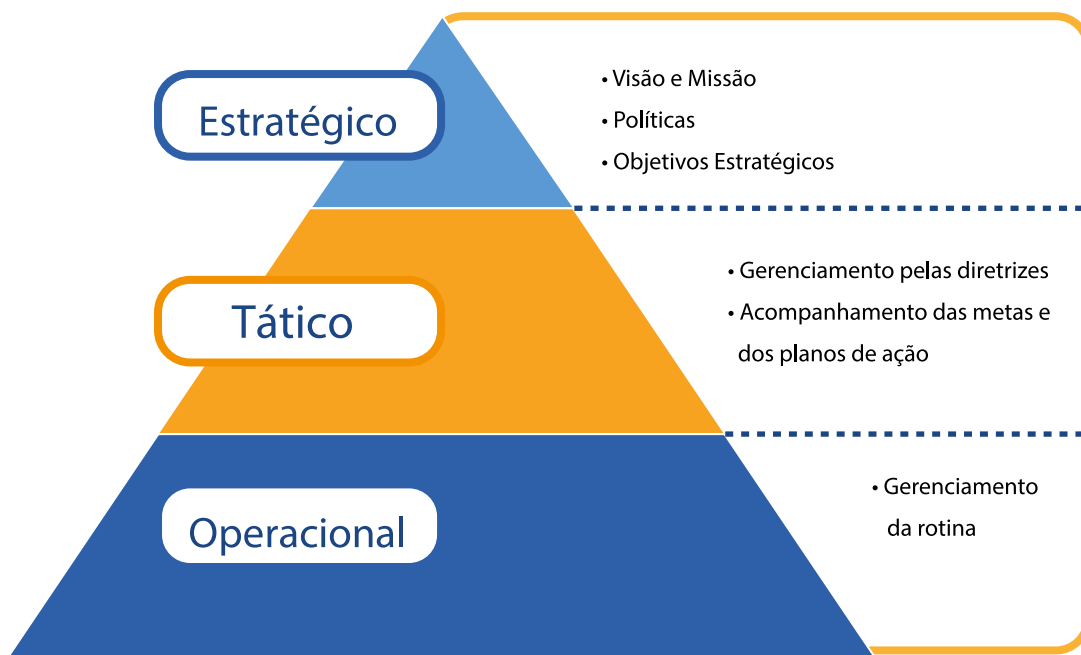 Estratégico
• Visão e Missão
• Políticas
• Objetivos Estratégicos
Tático
• Gerenciamento pelas diretrizes
• Acompanhamento das metas e
dos planos de ação
Operacional
• Gerenciamento
da rotina